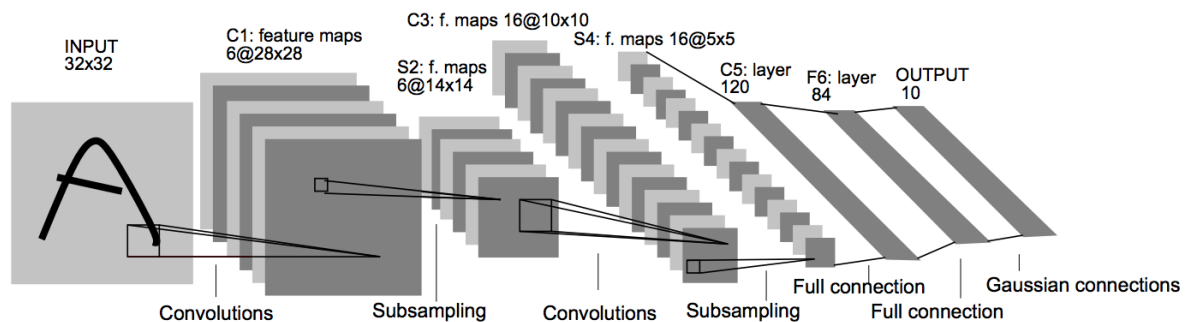 INPUT
32x32
C1: feature maps
6@28x28
S2: f. maps
6@14x14
C3: f. maps 16@10x10
S4: f. maps 16@5x5
C5: layer
120
F6: layer
84
OUTPUT
10
Convolutions
Subsampling
Convolutions
Subsampling
Full connection
Full connection
Gaussian connections
A